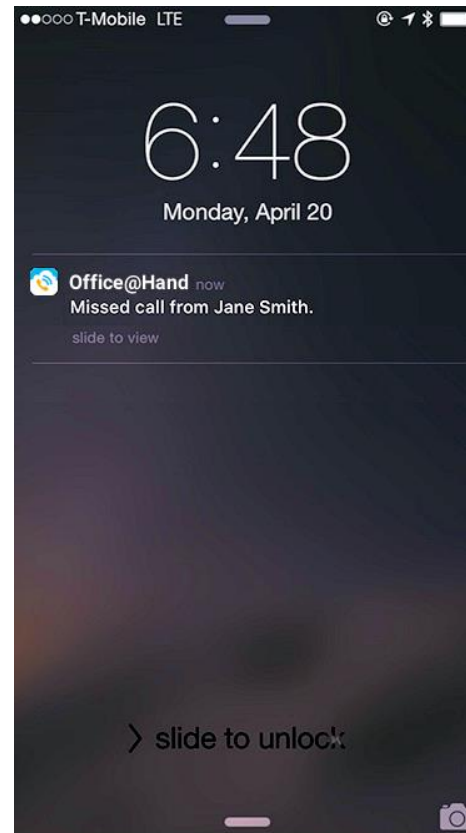 T-Mobile LTE
6:48
Monday, April 20
Office@Hand now
Missed call from Jane Smith.
slide to view
> slide to unlock